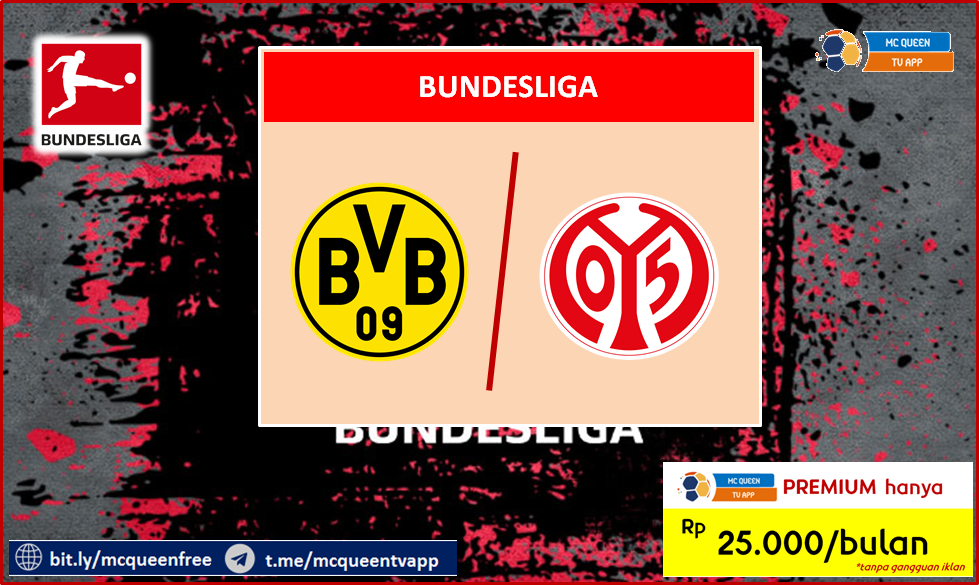 BUNDESLIGA
MC QUEEN
TV APP
BUNDESLIGA
BVB
09
05
BUNDESLIGA
MC QUEEN
TV APP
PREMIUM hanya
Rp 25.000/bulan
*tanpa gangguan iklan
bit.ly/mcqueenfree t.me/mcqueentvapp